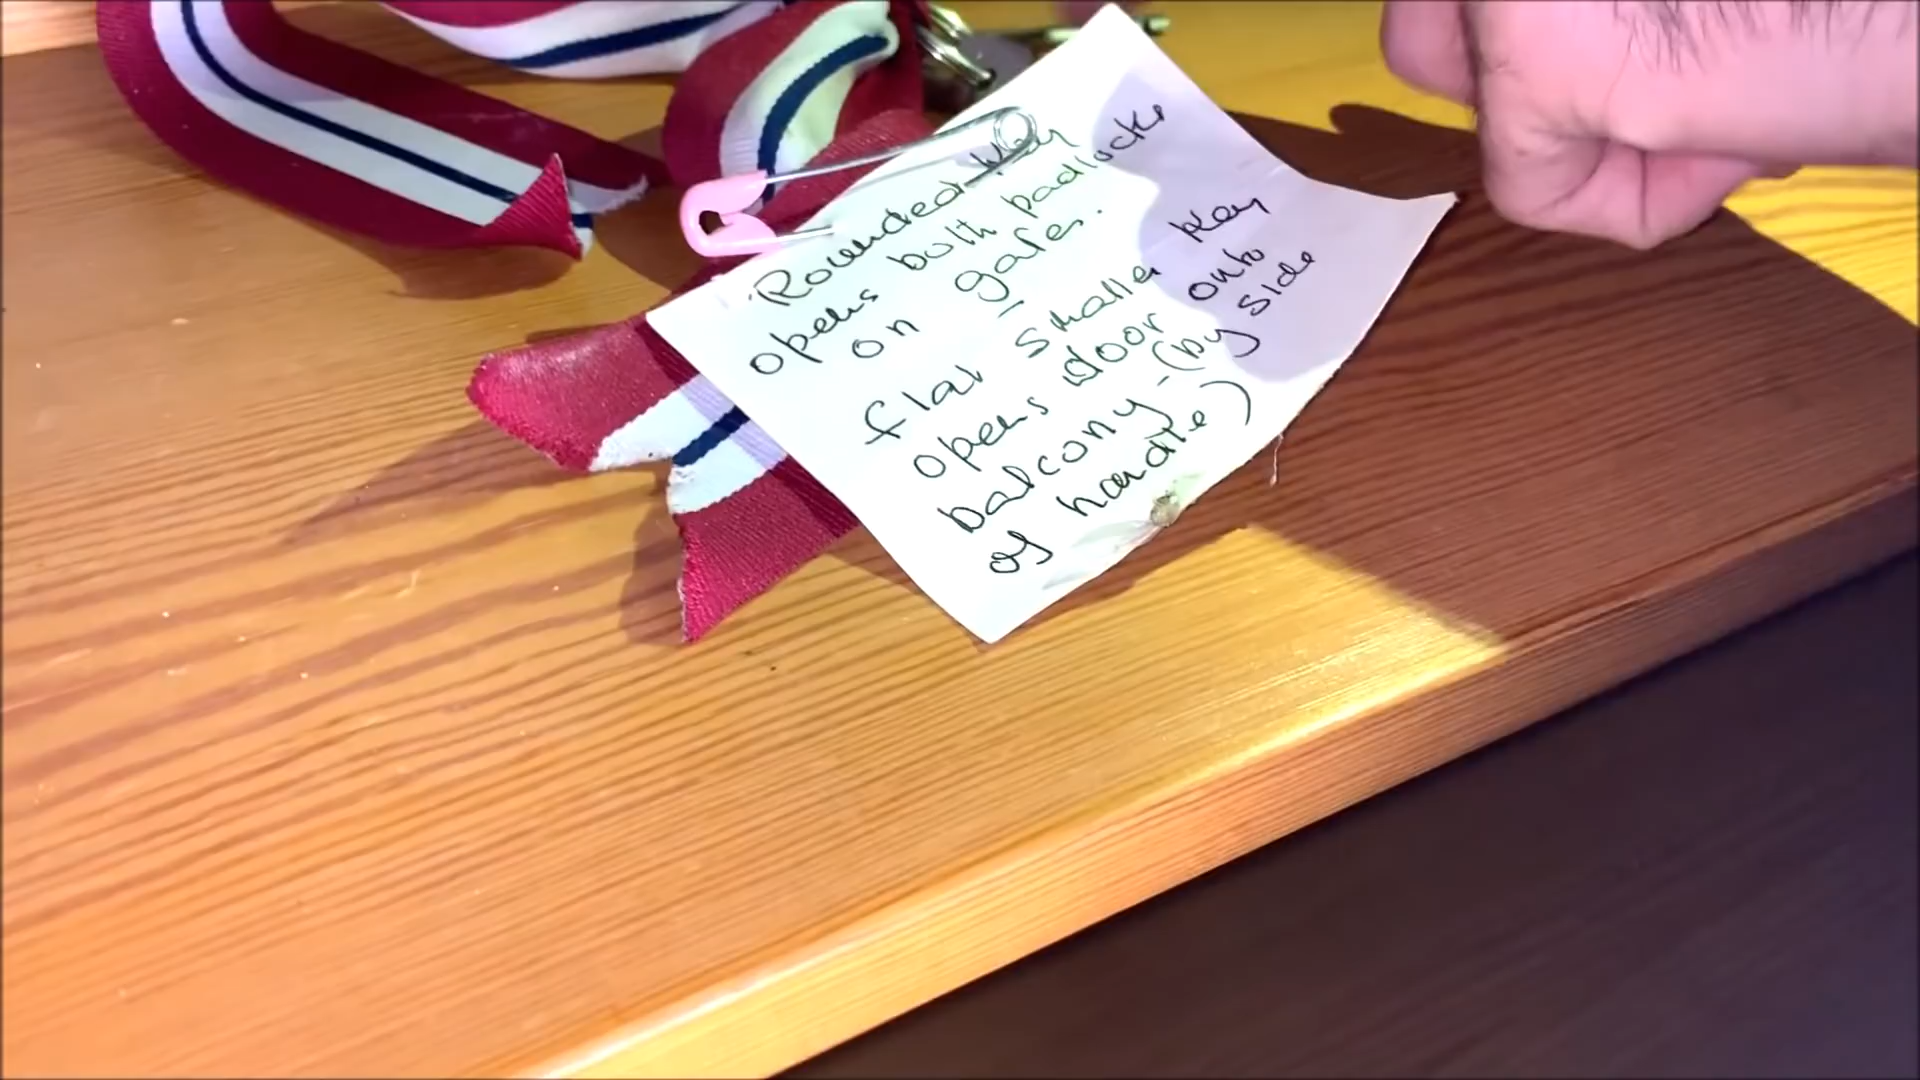 Rounded Key
opens both padlocks
on gates.
flat smaller Key
opens door onto
balcony - (by side
of handle)